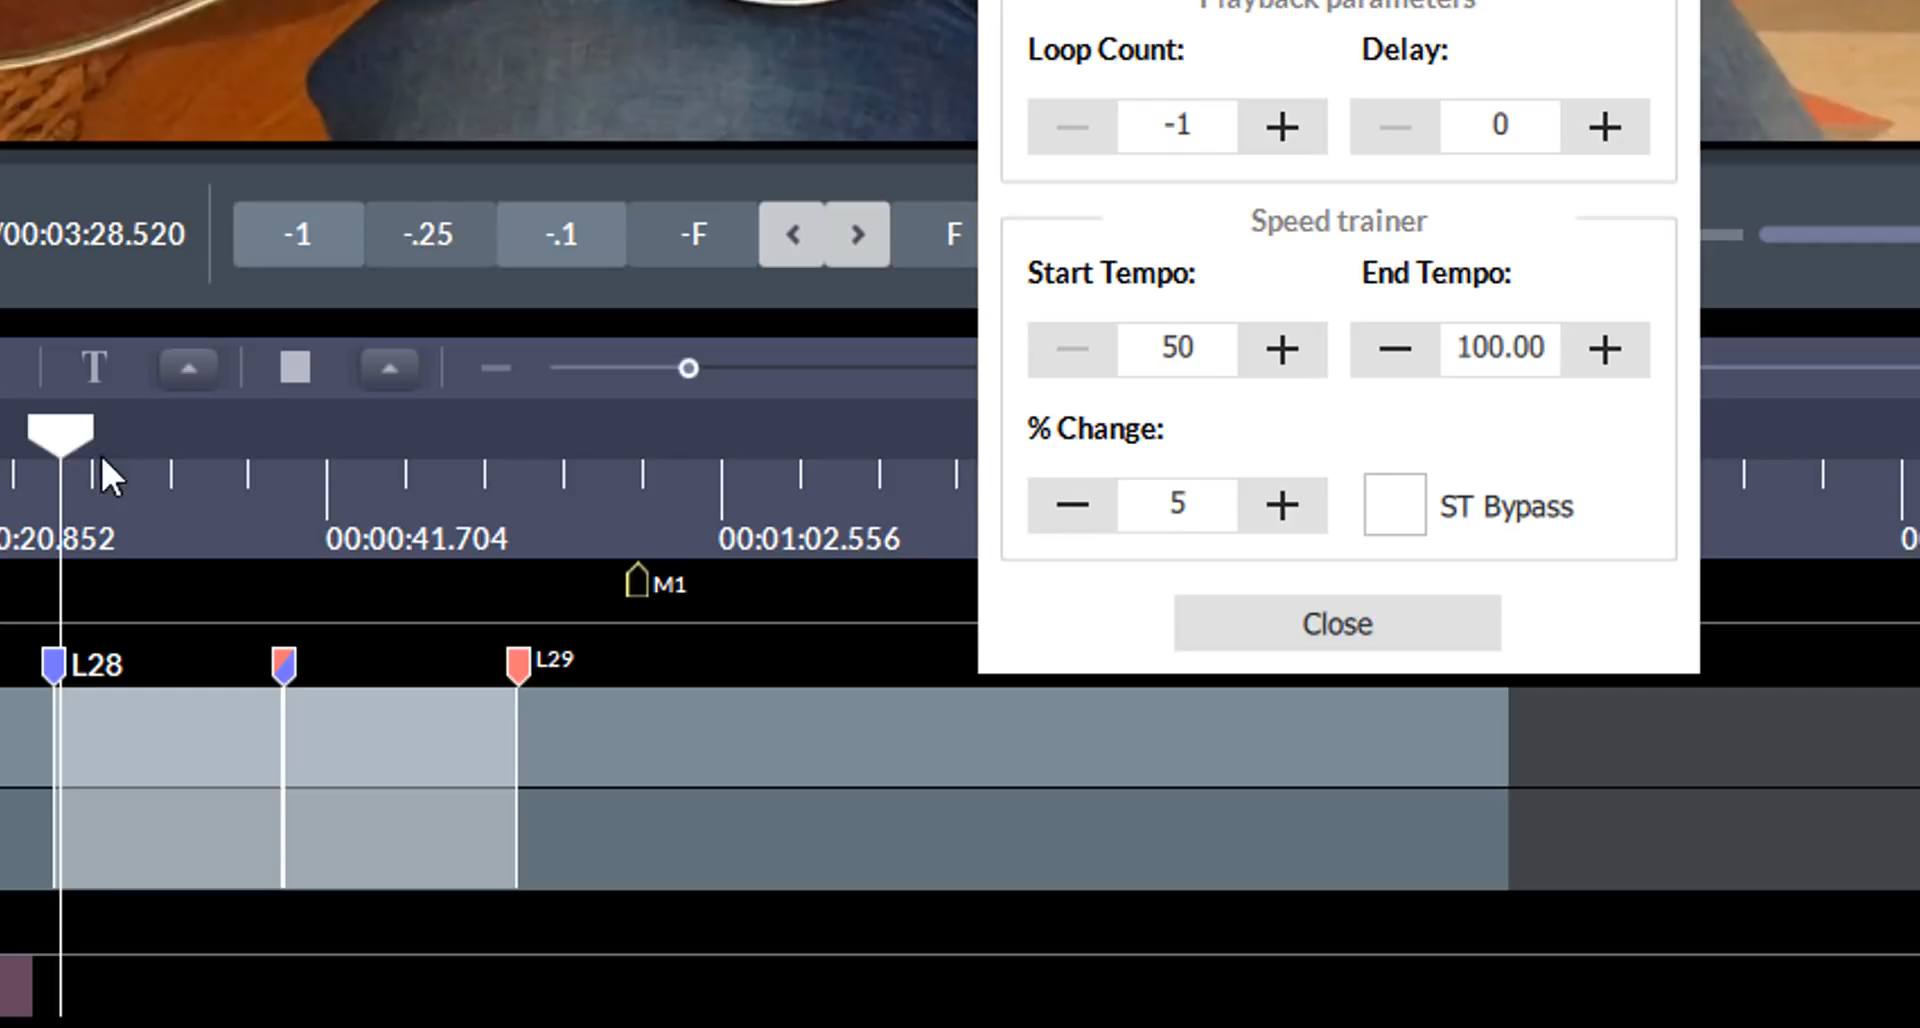 Playback parameters
Loop Count: Delay:
-1 0
/00:03:28.520 -1 -.25 -.1 -F F
Speed trainer
Start Tempo: End Tempo:
50 100.00
T
% Change:
5 ST Bypass
0:20.852 00:00:41.704 00:01:02.556 0
M1
Close
L28 L29